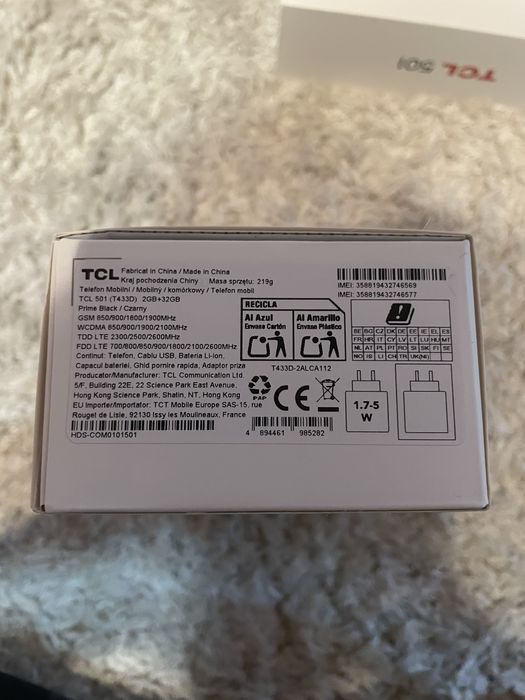 TCL 501
TCL
Fabricat in China / Made in China
Kraj pochodzenia Chiny Masa sprzętu: 219g
Telefon Mobilni / Mobilný / komórkowy / Telefon mobil
TCL 501 (T433D) 2GB+32GB
Prime Black / Czarny
GSM 850/900/1800/1900MHz
WCDMA 850/900/1900/2100MHz
TDD LTE 2300/2500/2600MHz
FDD LTE 700/800/850/900/1800/2100/2600MHz
Continut: Telefon, Cablu USB, Bateria Li-ion,
Capacul bateriei, Ghid pornire rapida, Adaptor priza
Producator/Manufacturer: TCL Communication Ltd.
5/F, Building 22E, 22 Science Park East Avenue,
Hong Kong Science Park, Shatin, NT, Hong Kong
EU importer/Importator: TCT Mobile Europe SAS-15, rue
Rougel de Lisle, 92130 Issy les Moulineaux, France
HDS-COM0101501
RECICLA
Al Azul
Envase Cartón
Al Amarillo
Envase Plástico
T433D-2ALCA112
PAP
CE
4 894461 985282
IMEI: 358819432746569
IMEI: 358819432746577
BE BG CZ DK DE EE IE EL ES
FR HR IT CY LV LT LU HU MT
NL AT PL PT RO SI SK FI SE
NO IS LI CH TR UK(NI)
1.7-5
W